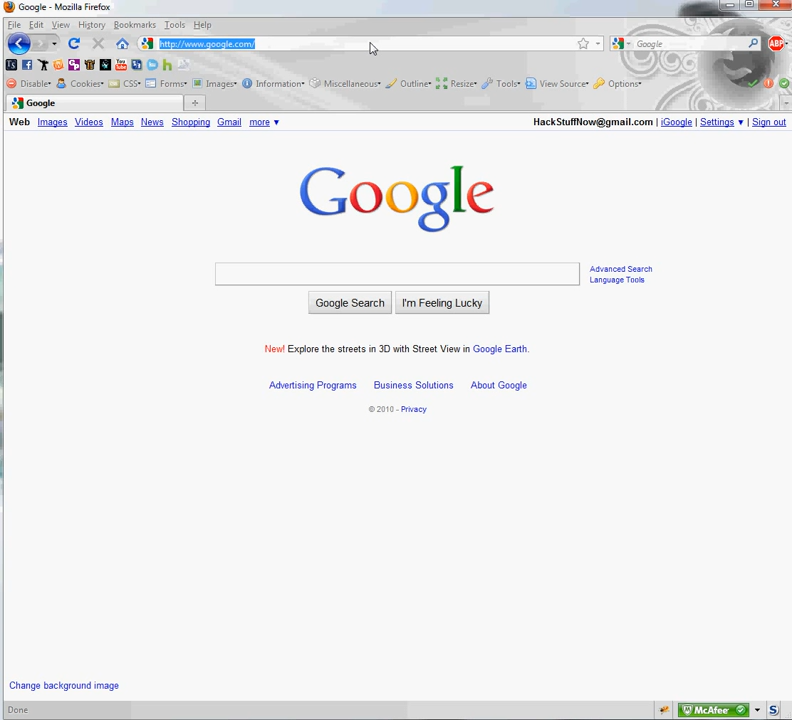 Google - Mozilla Firefox
File Edit View History Bookmarks Tools Help
http://www.google.com/ Google ABP
Disable Cookies CSS Forms Images Information Miscellaneous Outline Resize Tools View Source Options
Google
Web Images Videos Maps News Shopping Gmail more ▼ HackStuffNow@gmail.com | iGoogle | Settings ▼ | Sign out
Google
Advanced Search
Language Tools
Google Search I'm Feeling Lucky
New! Explore the streets in 3D with Street View in Google Earth.
Advertising Programs Business Solutions About Google
© 2010 - Privacy
Change background image
Done McAfee S